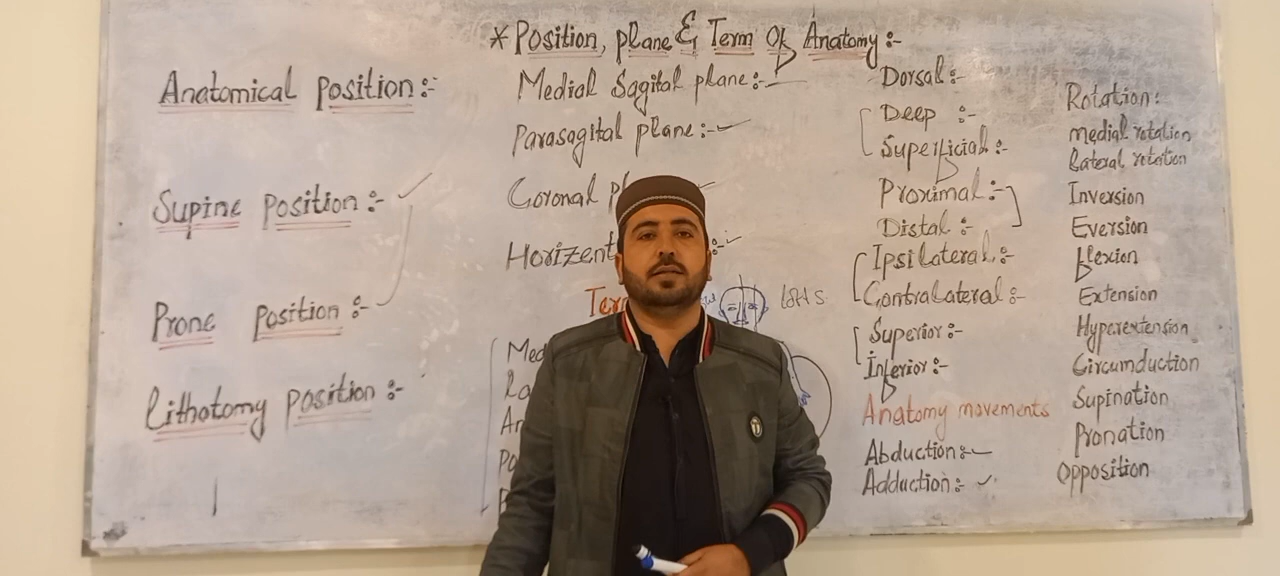 * Position, plane & Term Of Anatomy :-
Anatomical position :-
Supine position :-
Prone position :-
Lithotomy position :-
Medial Sagital plane :-
Parasagital plane :-
Coronal
Dorsal :-
Deep :-
Superficial :-
Proximal :-
Distal :-
Ipsilateral :-
Contralateral :-
Superior :-
Inferior :-
Anatomy movements
Abduction :-
Adduction :-
Rotation :
medial rotation
lateral rotation
Inversion
Eversion
flexion
Extension
Hyperextension
Circumduction
Supination
Pronation
Opposition